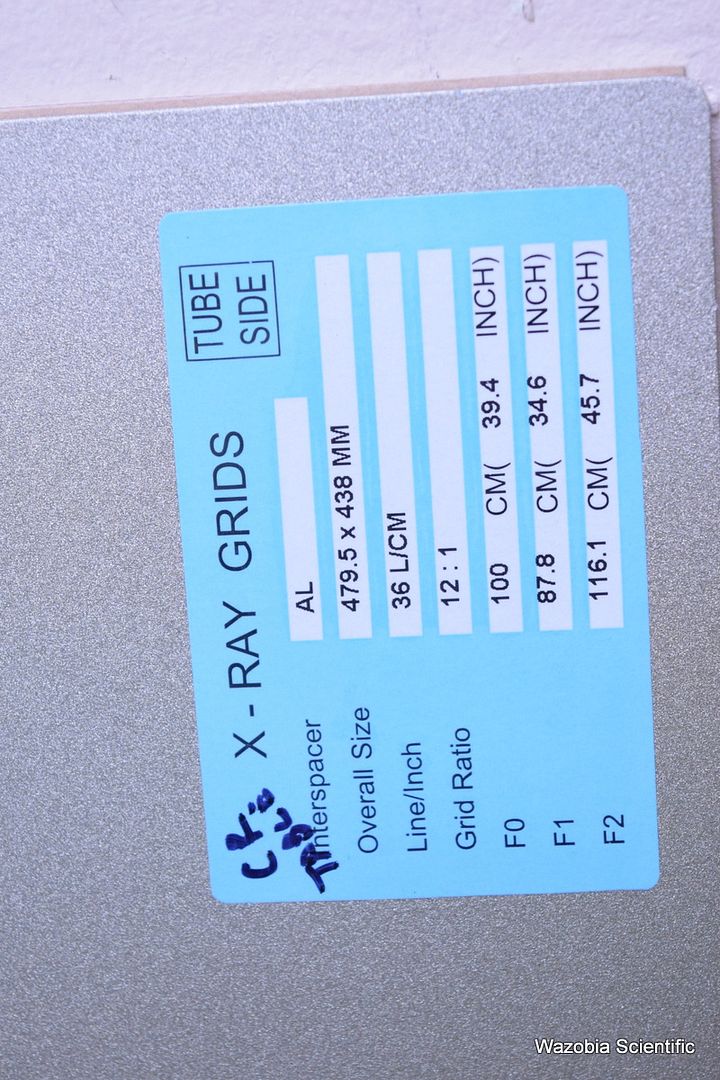 X - RAY GRIDS
TUBE
SIDE
Interspacer AL
Overall Size 479.5 x 438 MM
Line/Inch 36 L/CM
Grid Ratio 12 : 1
F0 100 CM( 39.4 INCH)
F1 87.8 CM( 34.6 INCH)
F2 116.1 CM( 45.7 INCH)
Wazobia Scientific